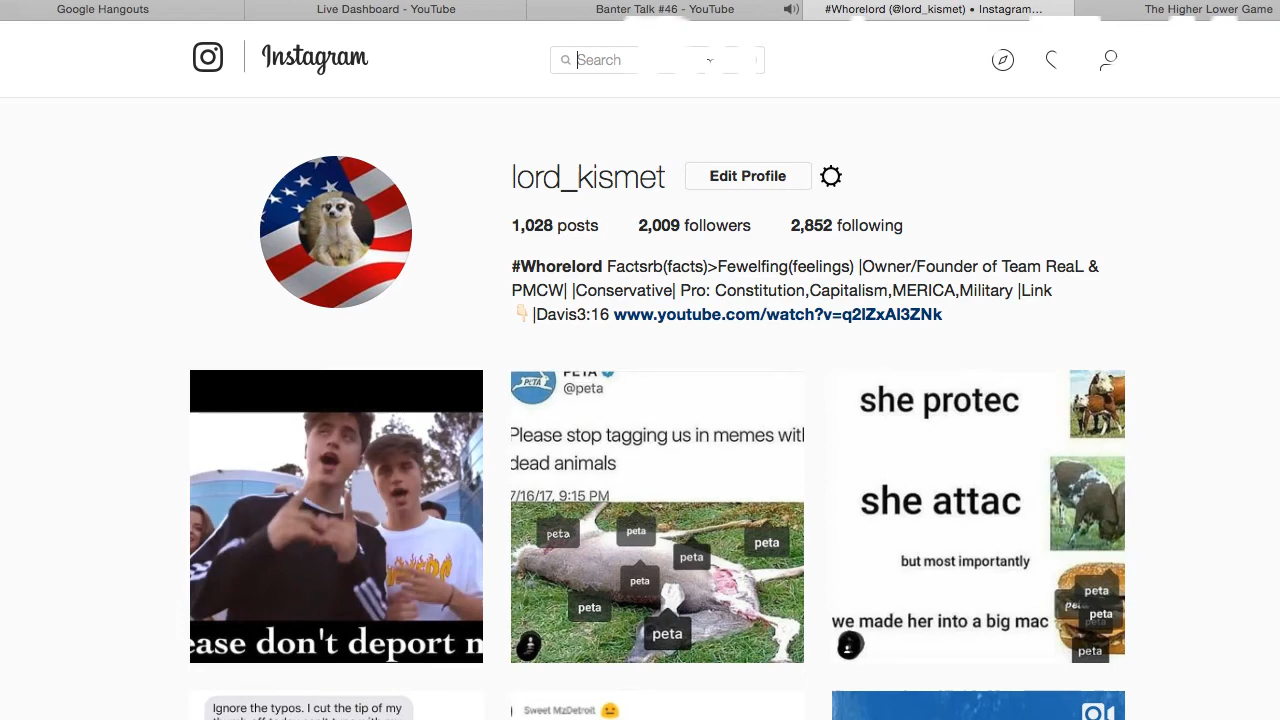 Google Hangouts
Live Dashboard - YouTube
Banter Talk #46 - YouTube
#Whorelord (@lord_kismet) • Instagram...
The Higher Lower Game
Instagram
Search
lord_kismet
Edit Profile
1,028 posts
2,009 followers
2,852 following
#Whorelord Factsrb(facts)>Fewelfing(feelings) |Owner/Founder of Team ReaL &
PMCW| |Conservative| Pro: Constitution,Capitalism,MERICA,Military |Link
👇🏻|Davis3:16 www.youtube.com/watch?v=q2lZxAl3ZNk
ease don't deport m
PETA
PETA
@peta
Please stop tagging us in memes with
dead animals
7/16/17, 9:15 PM
peta
peta
peta
peta
peta
peta
peta
she protec
she attac
but most importantly
we made her into a big mac
peta
peta
peta
peta
peta
Ignore the typos. I cut the tip of my
Sweet MzDetroit 😐